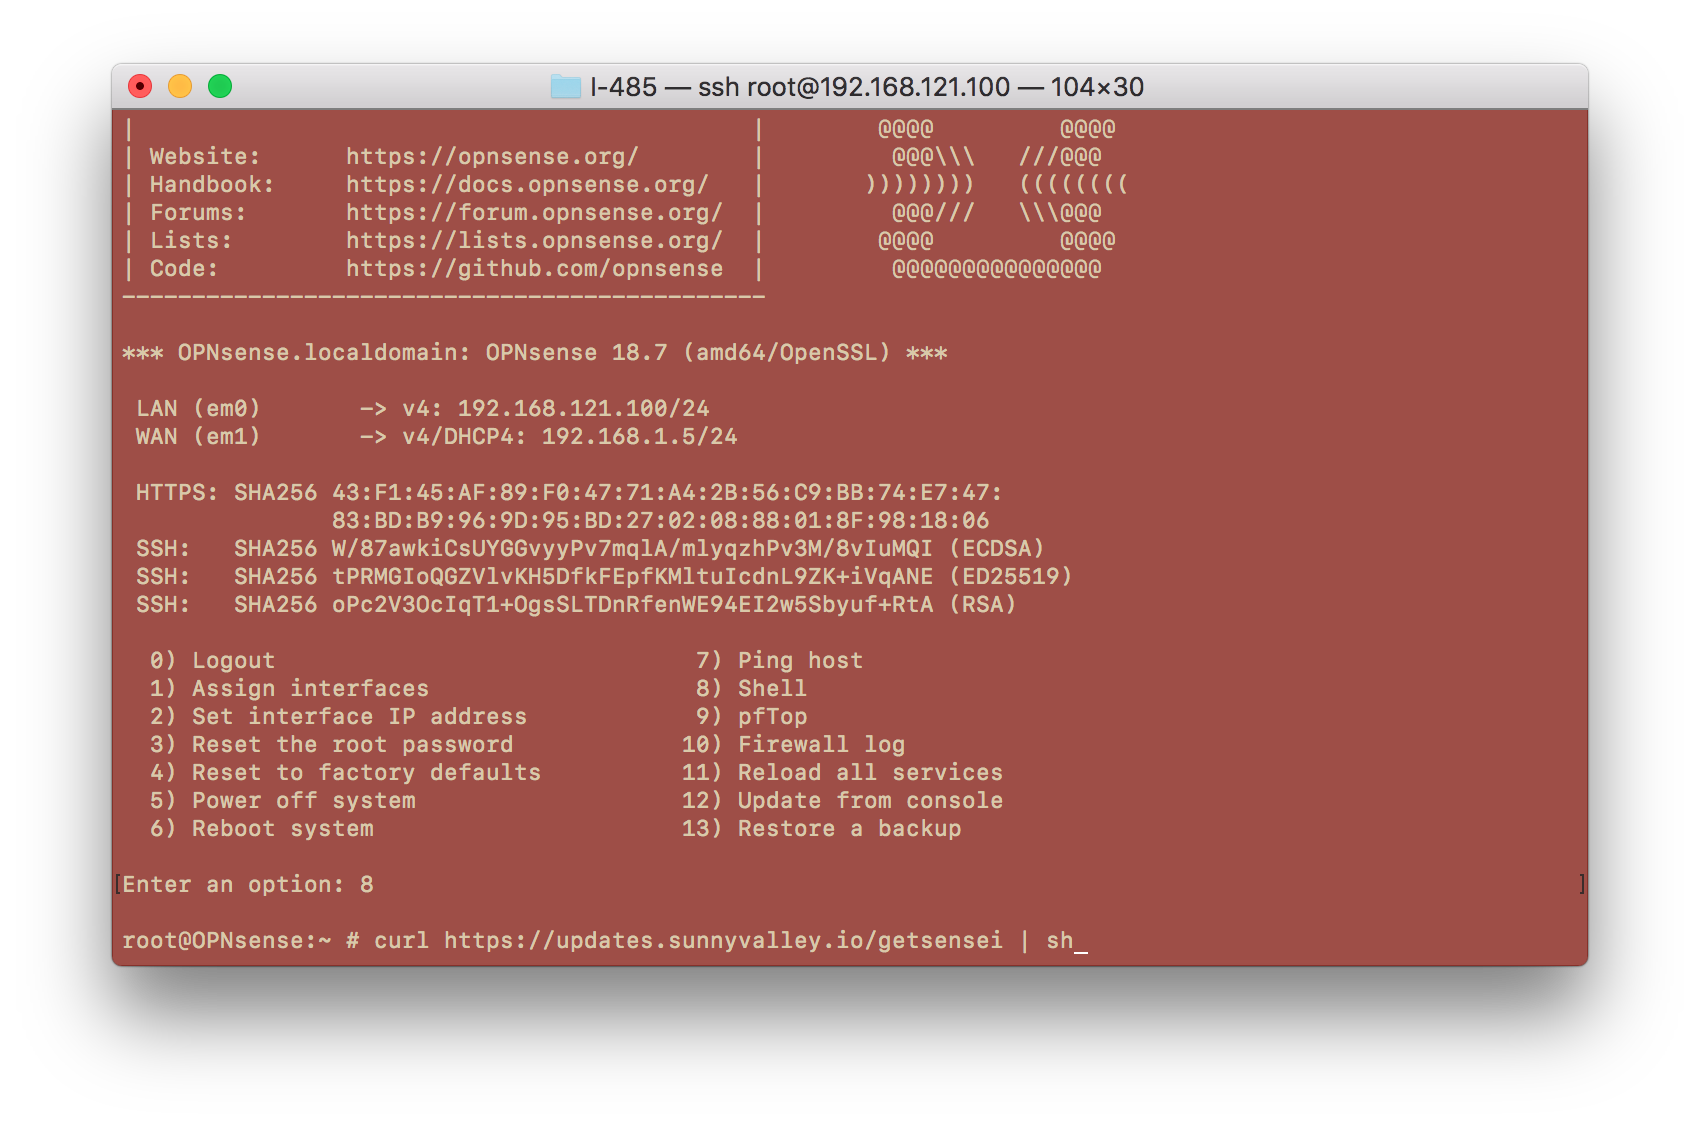 I-485 — ssh root@192.168.121.100 — 104×30
|                                             |        @@@@         @@@@
| Website:      https://opnsense.org/        |         @@@\\\   ///@@@
| Handbook:     https://docs.opnsense.org/   |       ))))))))   ((((((((
| Forums:       https://forum.opnsense.org/  |         @@@///   \\\@@@
| Lists:        https://lists.opnsense.org/  |        @@@@         @@@@
| Code:         https://github.com/opnsense  |         @@@@@@@@@@@@@@@
----------------------------------------------
*** OPNsense.localdomain: OPNsense 18.7 (amd64/OpenSSL) ***
LAN (em0)       -> v4: 192.168.121.100/24
WAN (em1)       -> v4/DHCP4: 192.168.1.5/24
HTTPS: SHA256 43:F1:45:AF:89:F0:47:71:A4:2B:56:C9:BB:74:E7:47:
83:BD:B9:96:9D:95:BD:27:02:08:88:01:8F:98:18:06
SSH:   SHA256 W/87awkiCsUYGGvyyPv7mqlA/mlyqzhPv3M/8vIuMQI (ECDSA)
SSH:   SHA256 tPRMGIoQGZVlvKH5DfkFEpfKMltuIcdnL9ZK+iVqANE (ED25519)
SSH:   SHA256 oPc2V3OcIqT1+OgsSLTDnRfenWE94EI2w5Sbyuf+RtA (RSA)
0) Logout                              7) Ping host
1) Assign interfaces                   8) Shell
2) Set interface IP address            9) pfTop
3) Reset the root password            10) Firewall log
4) Reset to factory defaults          11) Reload all services
5) Power off system                   12) Update from console
6) Reboot system                      13) Restore a backup
[Enter an option: 8 ]
root@OPNsense:~ # curl https://updates.sunnyvalley.io/getsensei | sh_